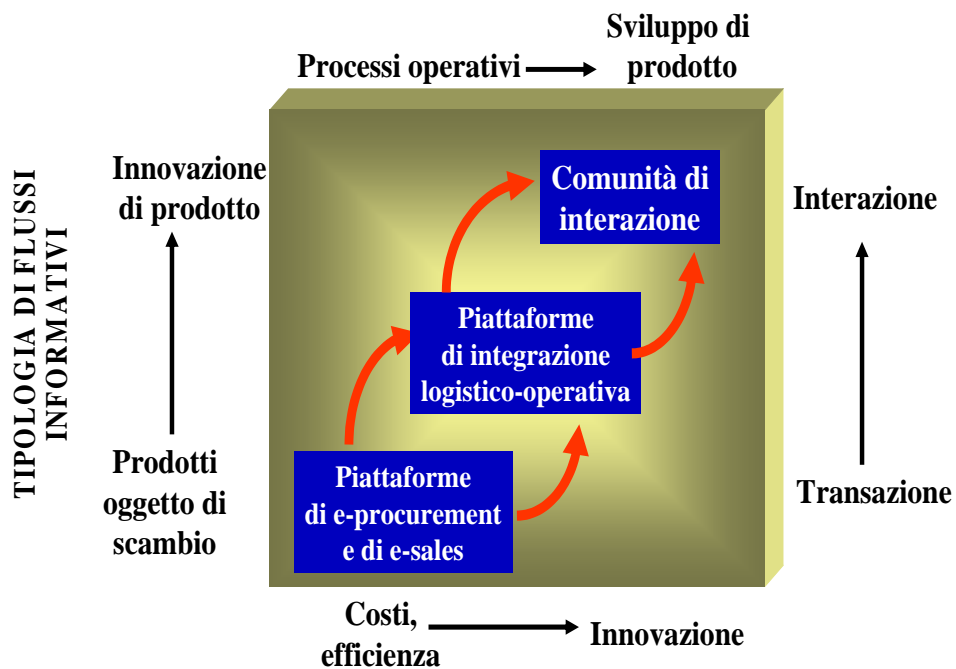 Sviluppo di
prodotto
Processi operativi
TIPOLOGIA DI FLUSSI
INFORMATIVI
Innovazione
di prodotto
Comunità di
interazione
Interazione
Piattaforme
di integrazione
logistico-operativa
Prodotti
oggetto di
scambio
Piattaforme
di e-procurement
e di e-sales
Transazione
Costi,
efficienza
Innovazione